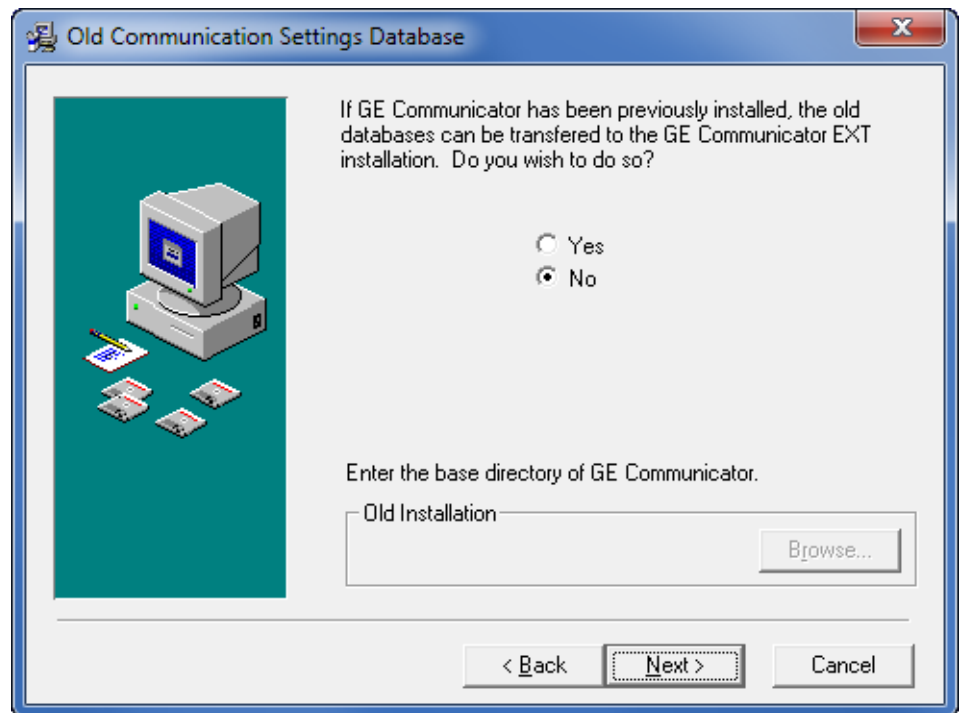 Old Communication Settings Database
If GE Communicator has been previously installed, the old
databases can be transfered to the GE Communicator EXT
installation.  Do you wish to do so?
Yes
No
Enter the base directory of GE Communicator.
Old Installation
Browse...
< Back
Next >
Cancel